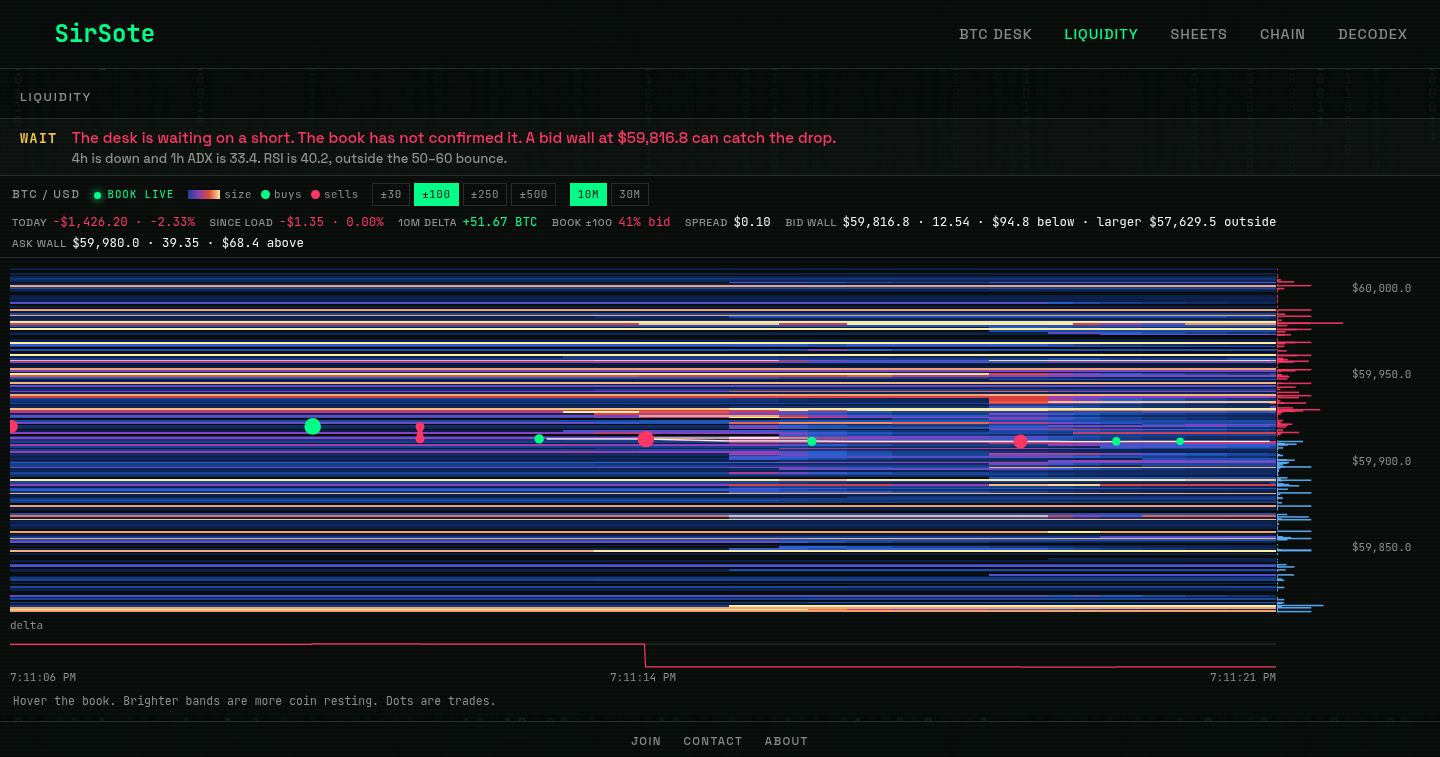 SirSote
BTC DESK LIQUIDITY SHEETS CHAIN DECODEX
LIQUIDITY
WAIT The desk is waiting on a short. The book has not confirmed it. A bid wall at $59,816.8 can catch the drop.
4h is down and 1h ADX is 33.4. RSI is 40.2, outside the 50–60 bounce.
BTC / USD BOOK LIVE size buys sells ±30 ±100 ±250 ±500 10M 30M
TODAY -$1,426.20 · -2.33% SINCE LOAD -$1.35 · 0.00% 10M DELTA +51.67 BTC BOOK ±100 41% bid SPREAD $0.10 BID WALL $59,816.8 · 12.54 · $94.8 below · larger $57,629.5 outside
ASK WALL $59,980.0 · 39.35 · $68.4 above
$60,000.0
$59,950.0
$59,900.0
$59,850.0
delta
7:11:06 PM 7:11:14 PM 7:11:21 PM
Hover the book. Brighter bands are more coin resting. Dots are trades.
JOIN CONTACT ABOUT